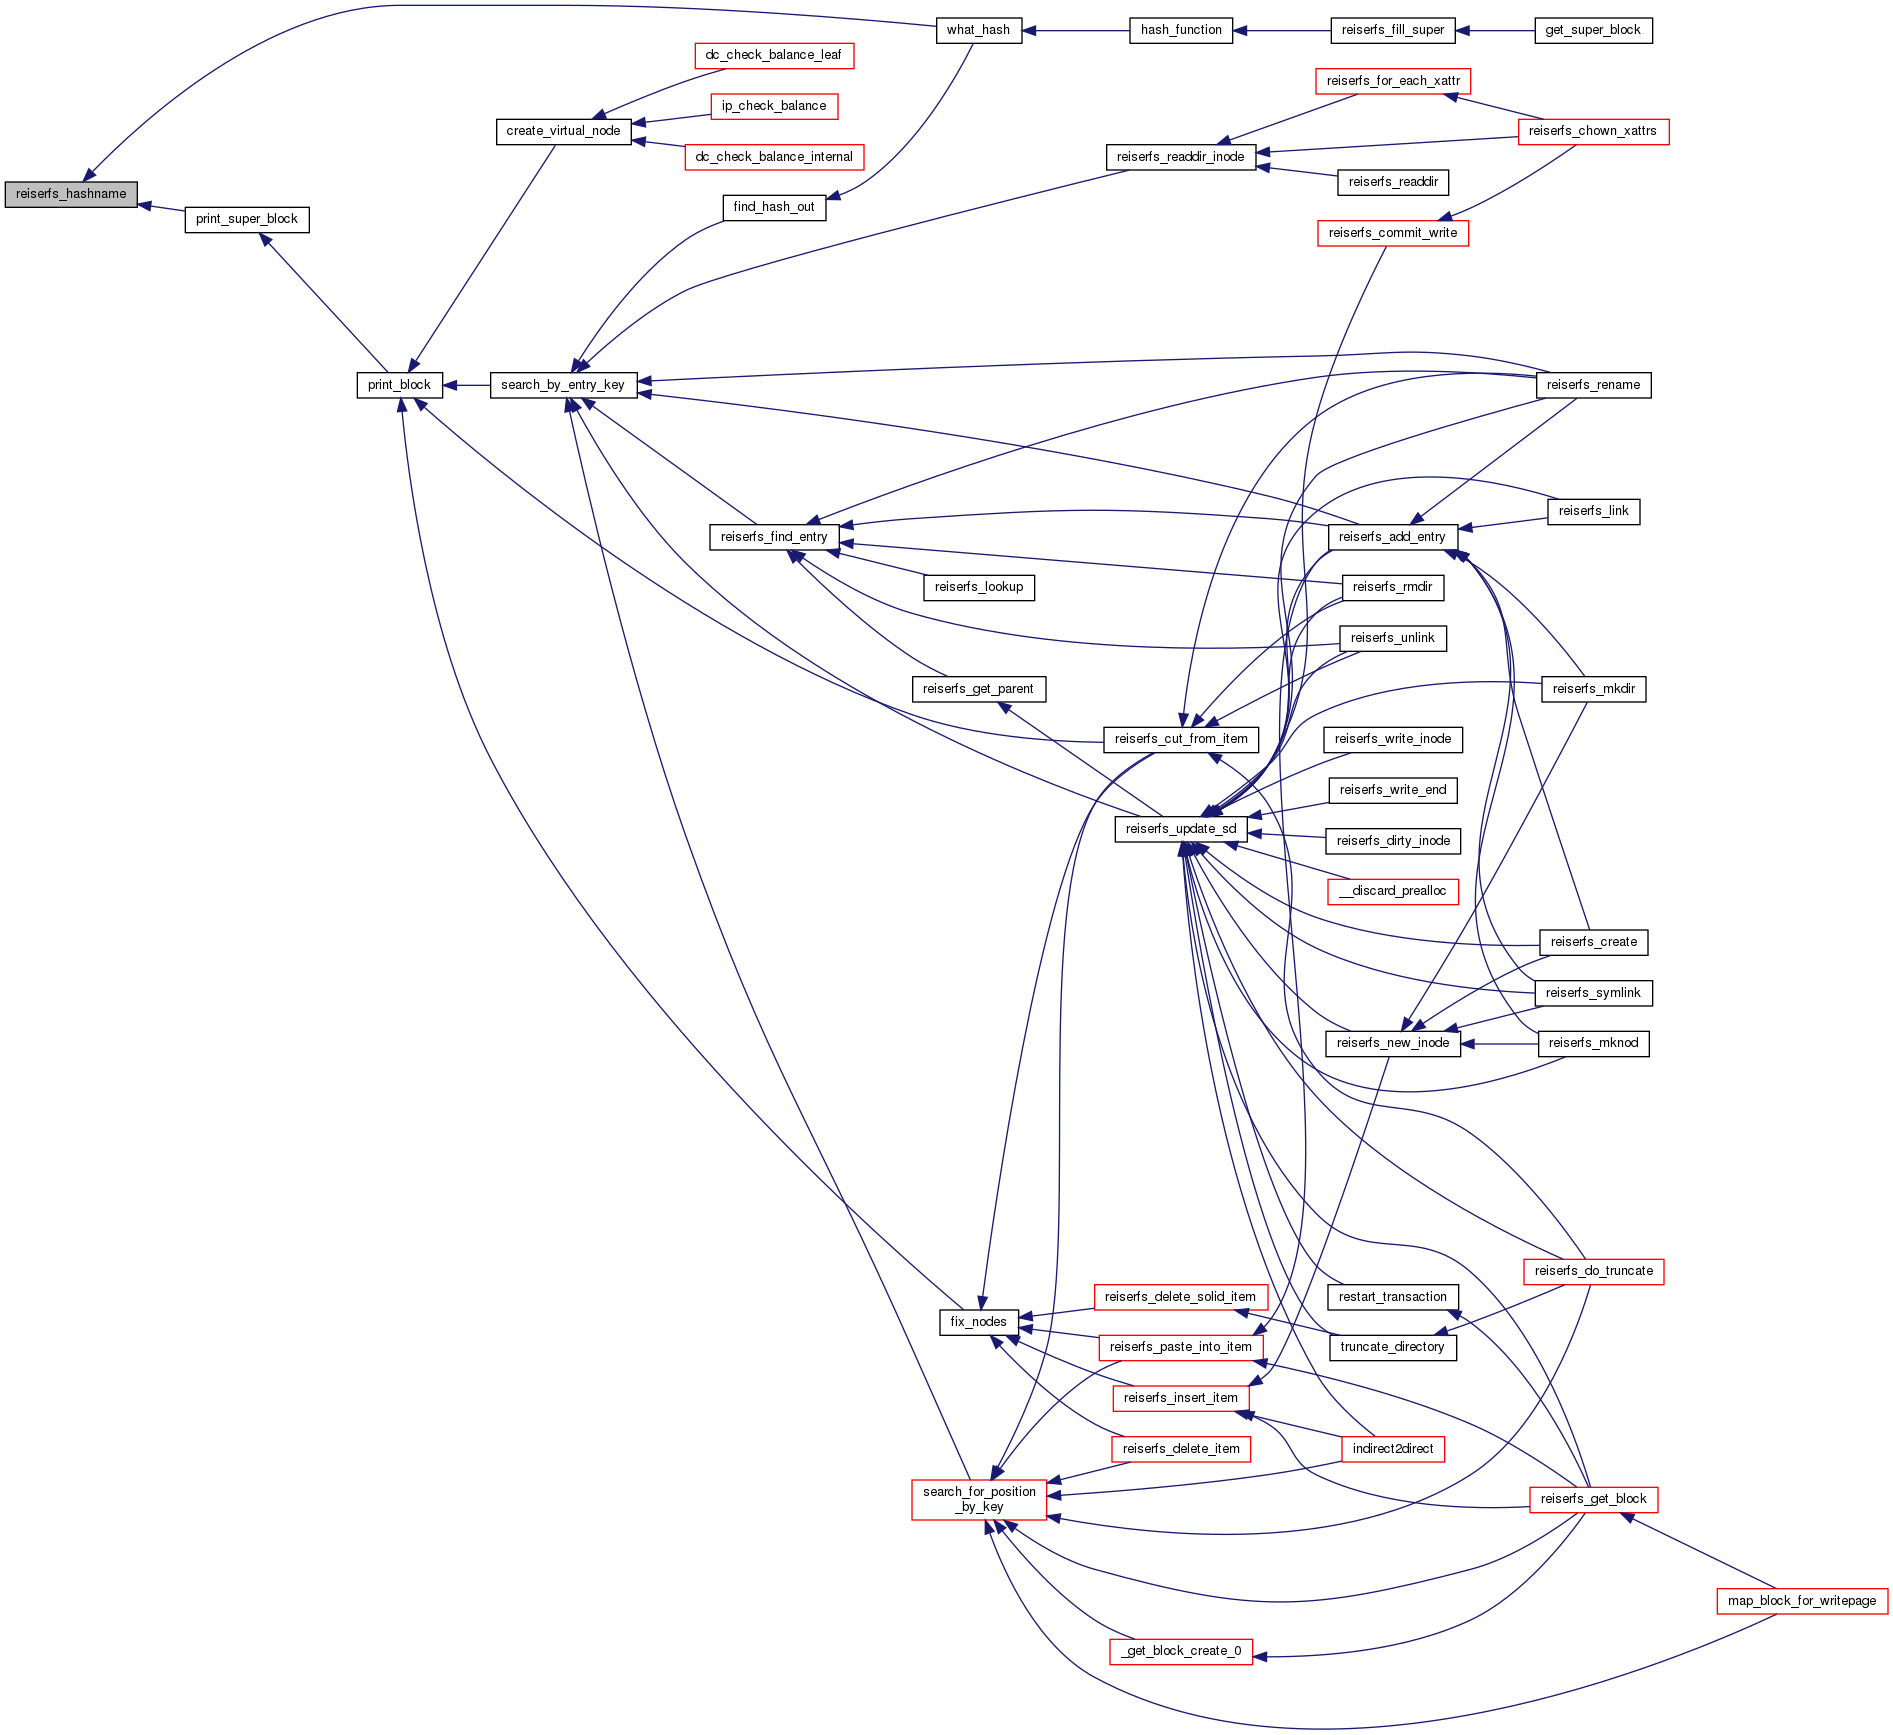 what_hash
hash_function
reiserfs_fill_super
get_super_block
dc_check_balance_leaf
reiserfs_for_each_xattr
ip_check_balance
create_virtual_node
reiserfs_chown_xattrs
dc_check_balance_internal
reiserfs_readdir_inode
reiserfs_readdir
reiserfs_hashname
find_hash_out
print_super_block
reiserfs_commit_write
print_block
search_by_entry_key
reiserfs_rename
reiserfs_link
reiserfs_find_entry
reiserfs_add_entry
reiserfs_lookup
reiserfs_rmdir
reiserfs_unlink
reiserfs_get_parent
reiserfs_mkdir
reiserfs_cut_from_item
reiserfs_write_inode
reiserfs_write_end
reiserfs_update_sd
reiserfs_dirty_inode
__discard_prealloc
reiserfs_create
reiserfs_symlink
reiserfs_new_inode
reiserfs_mknod
reiserfs_do_truncate
reiserfs_delete_solid_item
restart_transaction
fix_nodes
reiserfs_paste_into_item
truncate_directory
reiserfs_insert_item
reiserfs_delete_item
indirect2direct
search_for_position
_by_key
reiserfs_get_block
map_block_for_writepage
_get_block_create_0